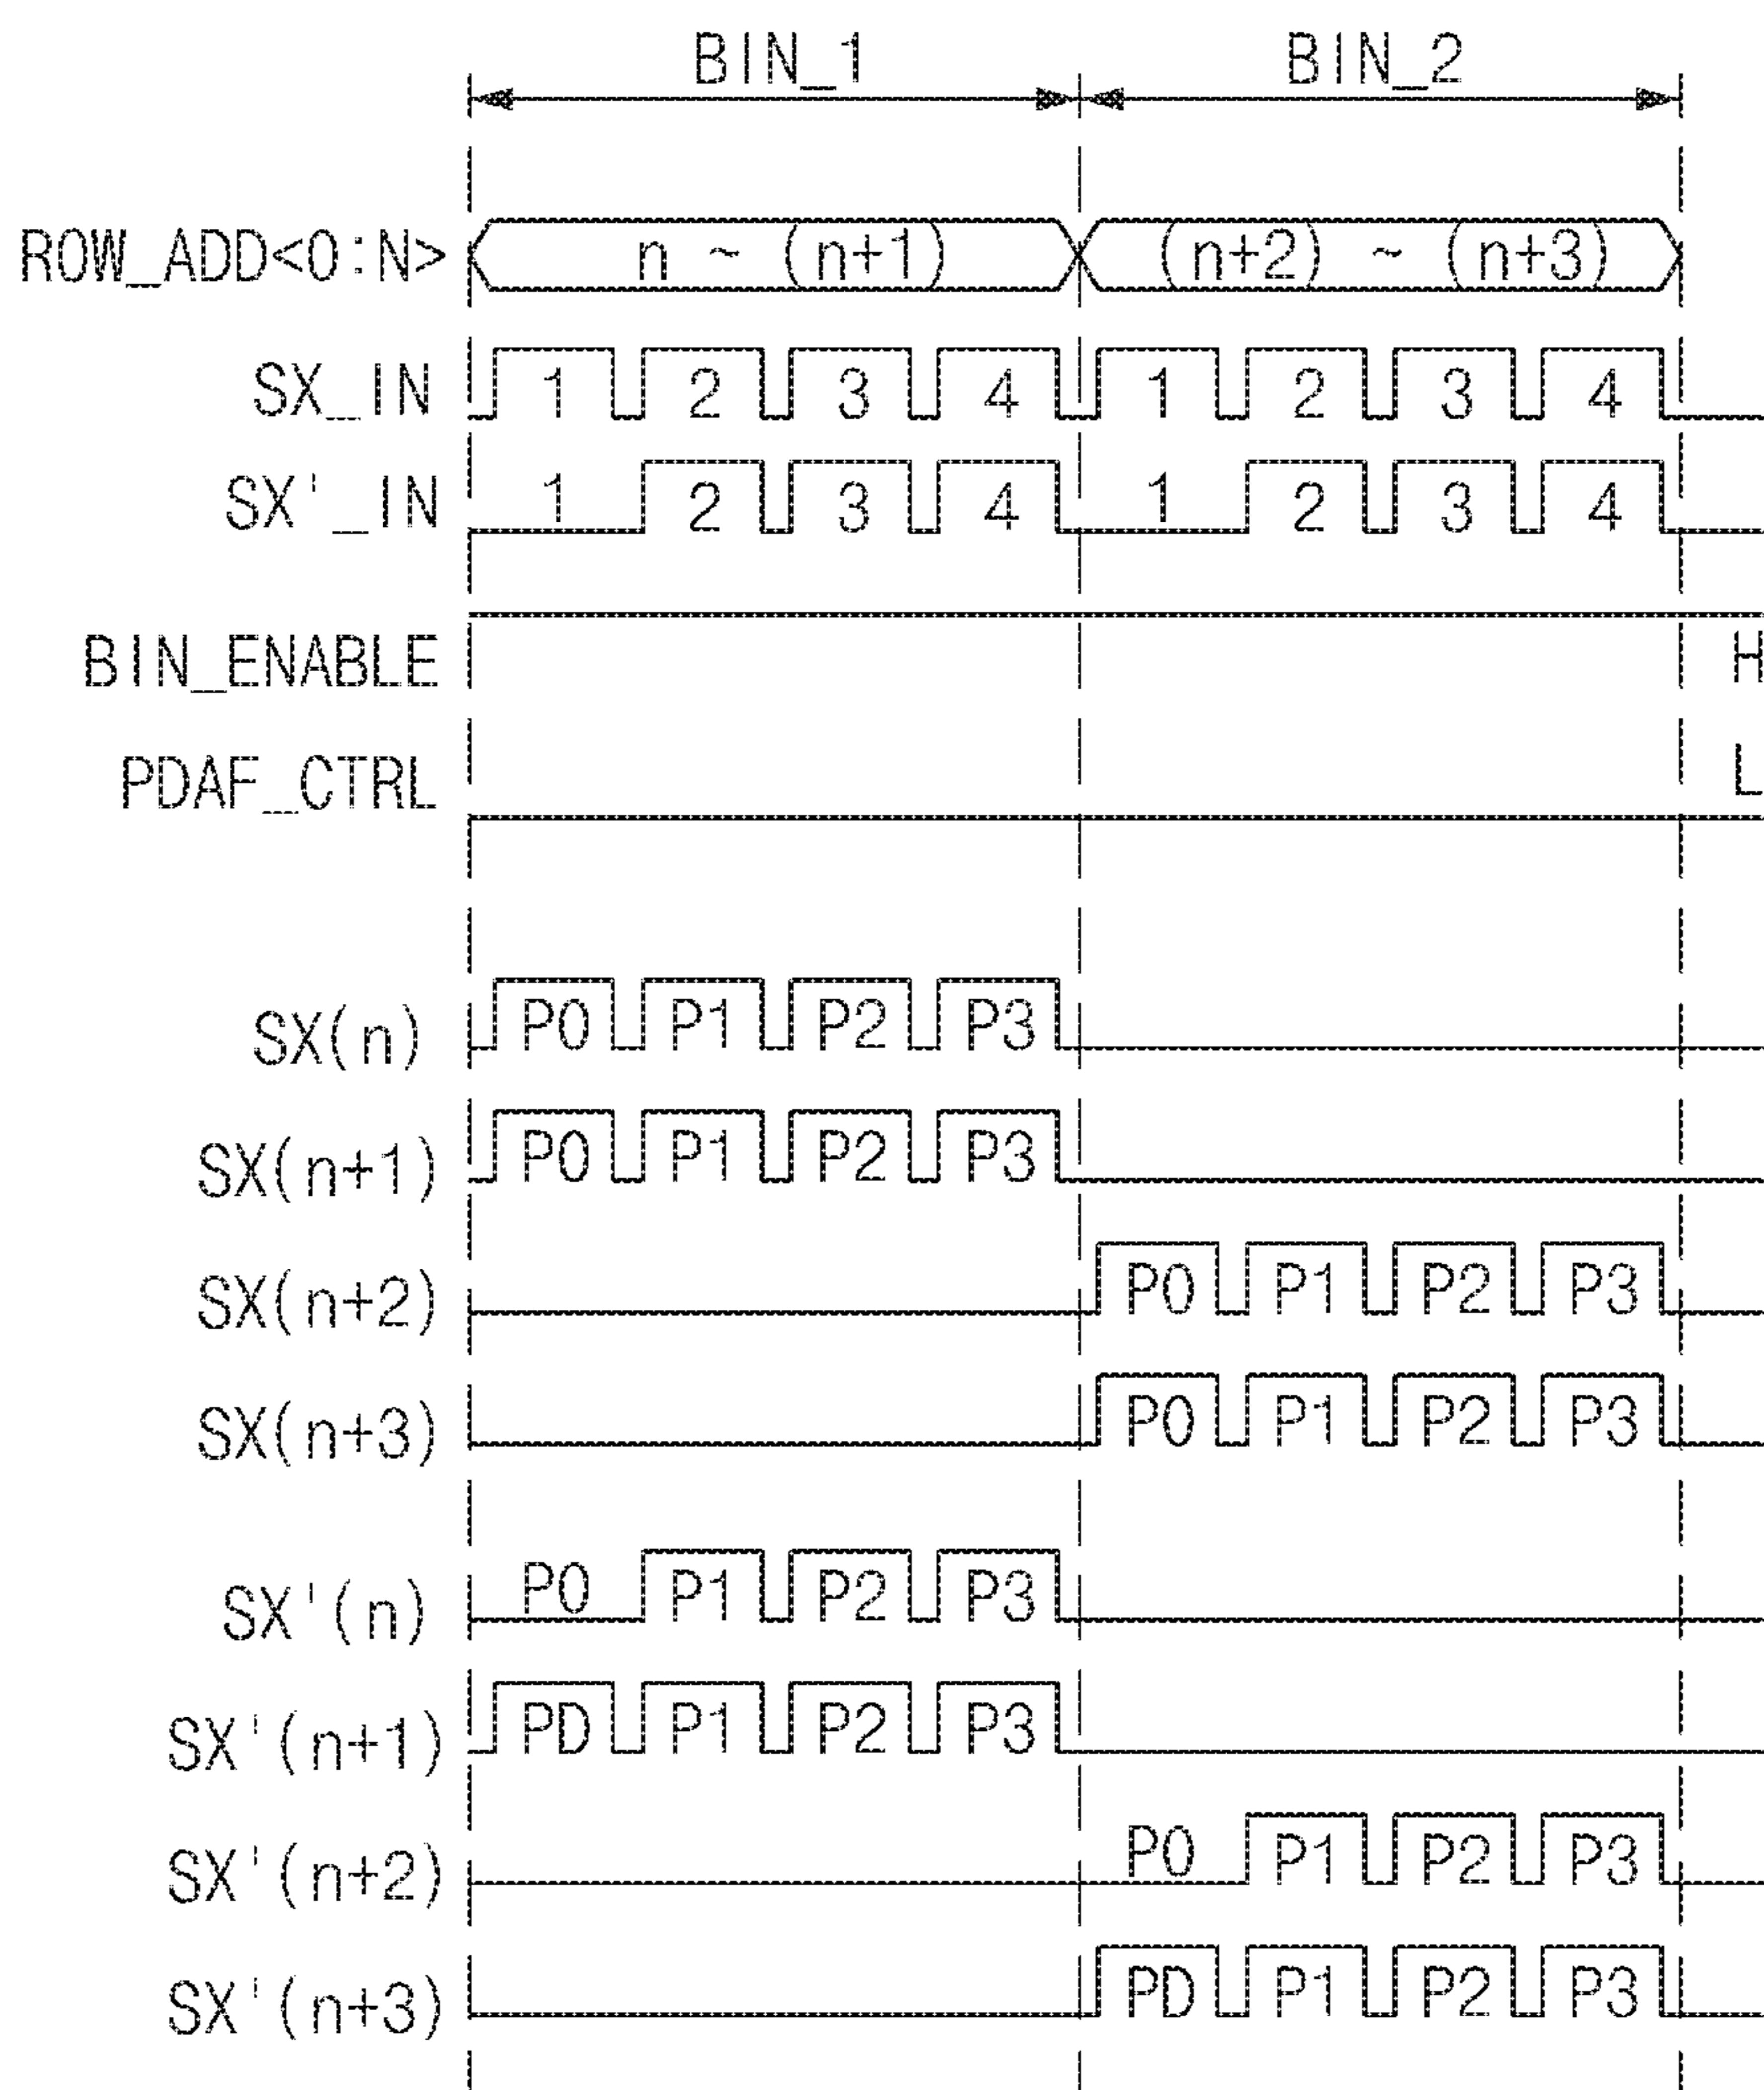 BIN_1 BIN_2
ROW_ADD<0:N> n ~ (n+1) (n+2) ~ (n+3)
SX_IN 1 2 3 4 1 2 3 4
SX'_IN 1 2 3 4 1 2 3 4
BIN_ENABLE H
PDAF_CTRL L
SX(n) P0 P1 P2 P3
SX(n+1) P0 P1 P2 P3
SX(n+2) P0 P1 P2 P3
SX(n+3) P0 P1 P2 P3
SX'(n) P0 P1 P2 P3
SX'(n+1) PD P1 P2 P3
SX'(n+2) P0 P1 P2 P3
SX'(n+3) PD P1 P2 P3